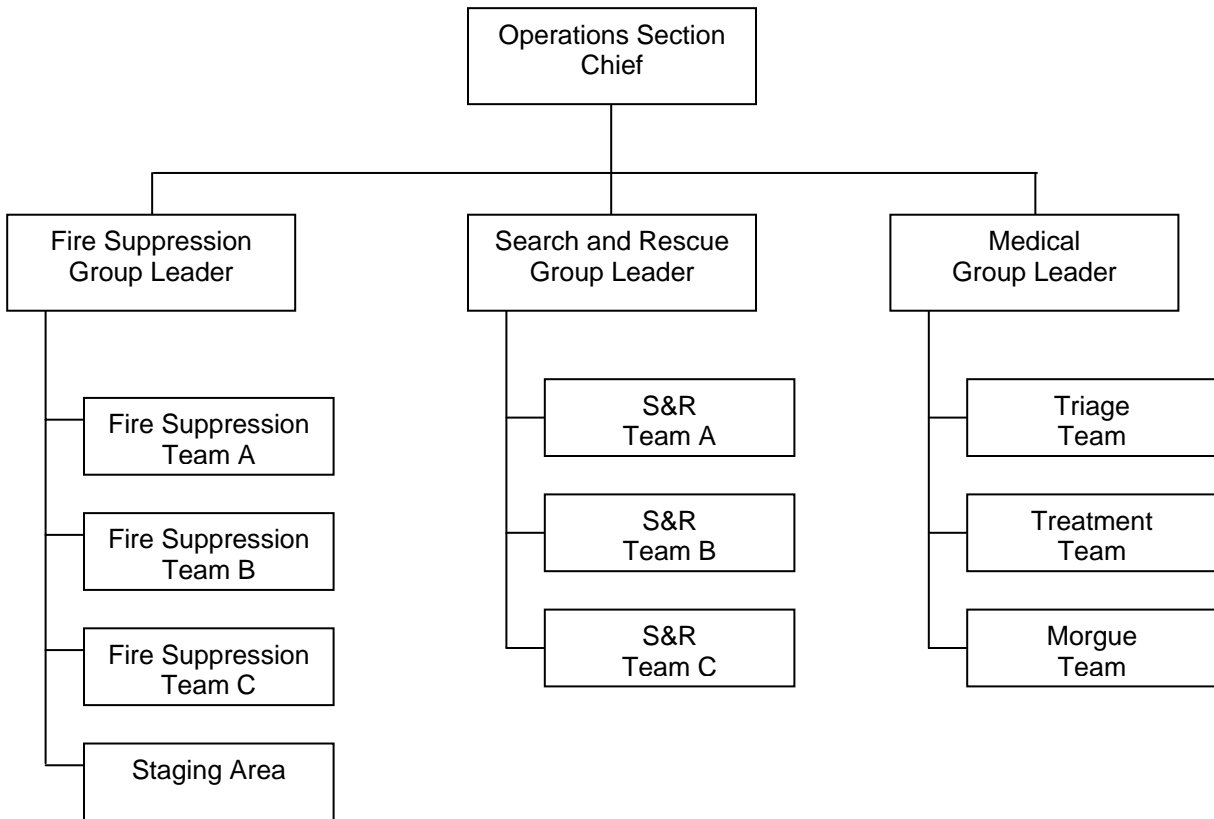 Operations Section
Chief
Fire Suppression
Group Leader
Search and Rescue
Group Leader
Medical
Group Leader
Fire Suppression
Team A
Fire Suppression
Team B
Fire Suppression
Team C
Staging Area
S&R
Team A
S&R
Team B
S&R
Team C
Triage
Team
Treatment
Team
Morgue
Team